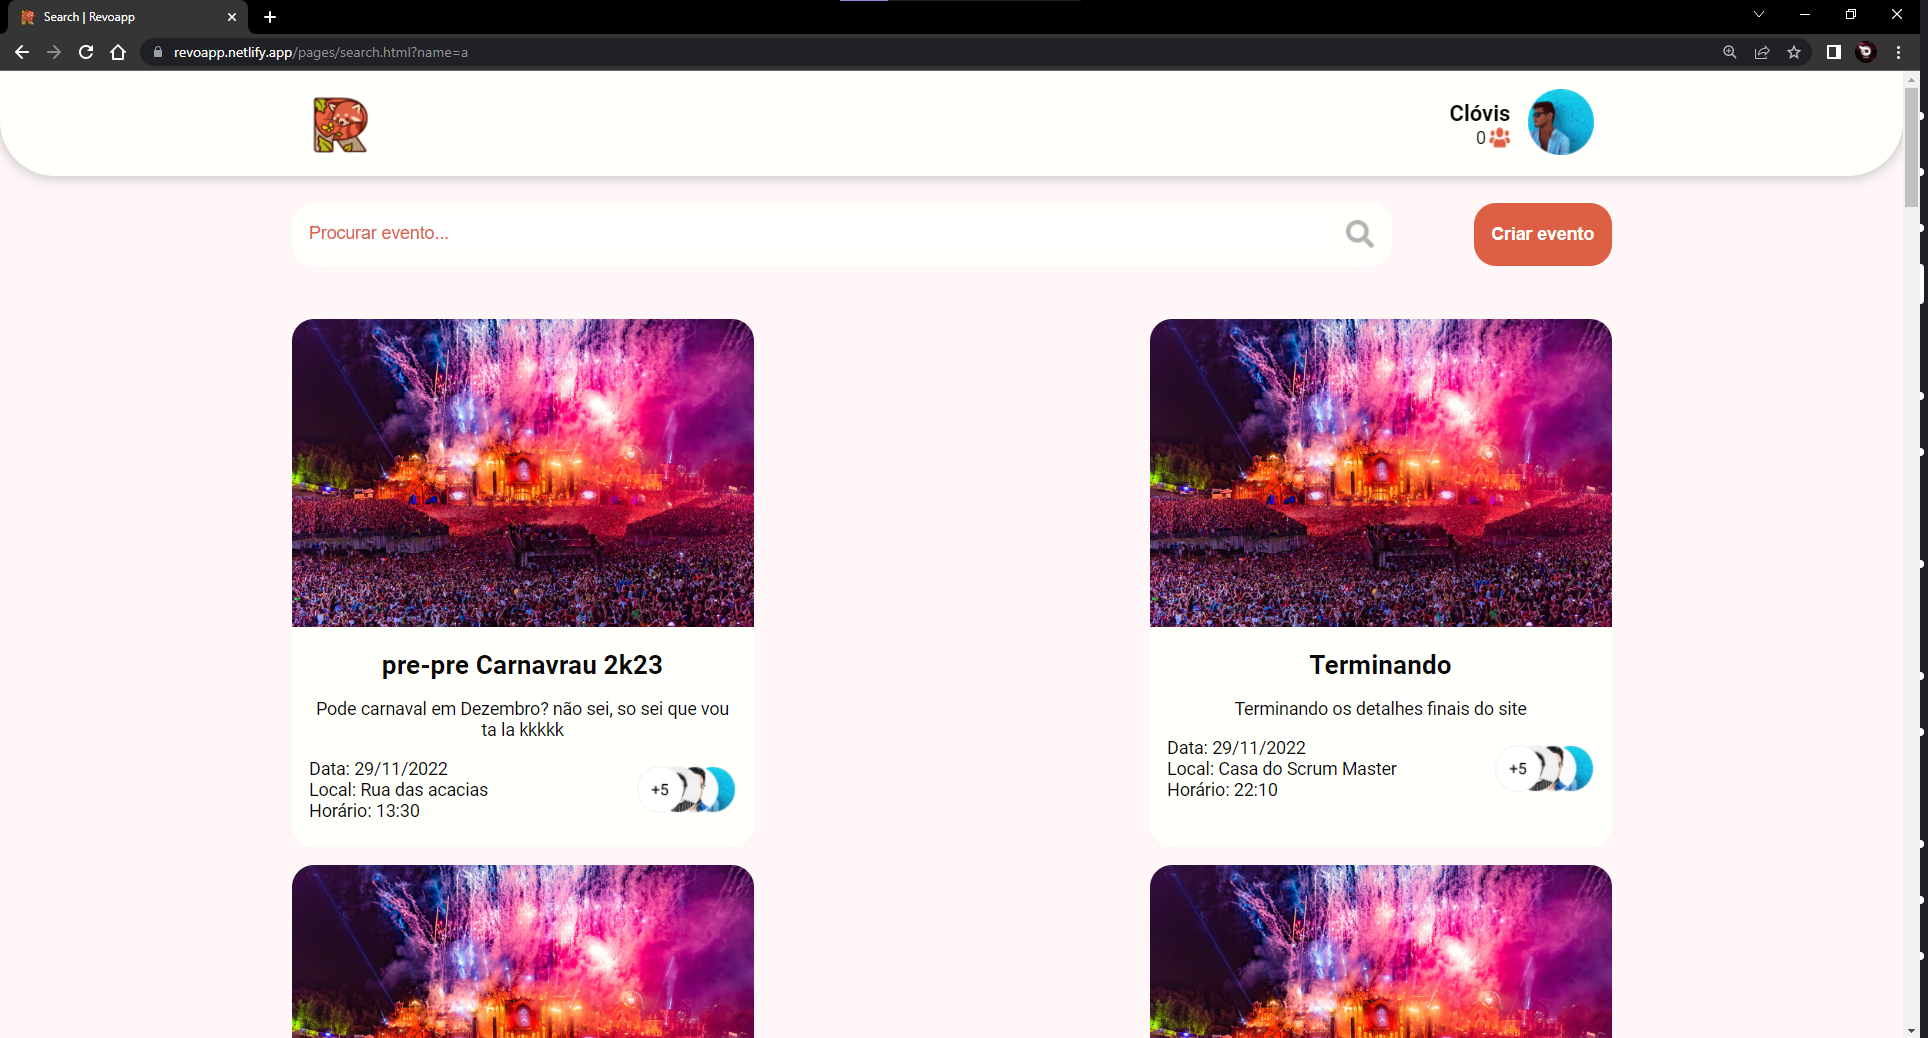 Search | Revoapp
revoapp.netlify.app/pages/search.html?name=a
R
Clóvis
0
Procurar evento...
Criar evento
pre-pre Carnavrau 2k23
Pode carnaval em Dezembro? não sei, so sei que vou
ta la kkkkk
Data: 29/11/2022
Local: Rua das acacias
Horário: 13:30
+5
Terminando
Terminando os detalhes finais do site
Data: 29/11/2022
Local: Casa do Scrum Master
Horário: 22:10
+5